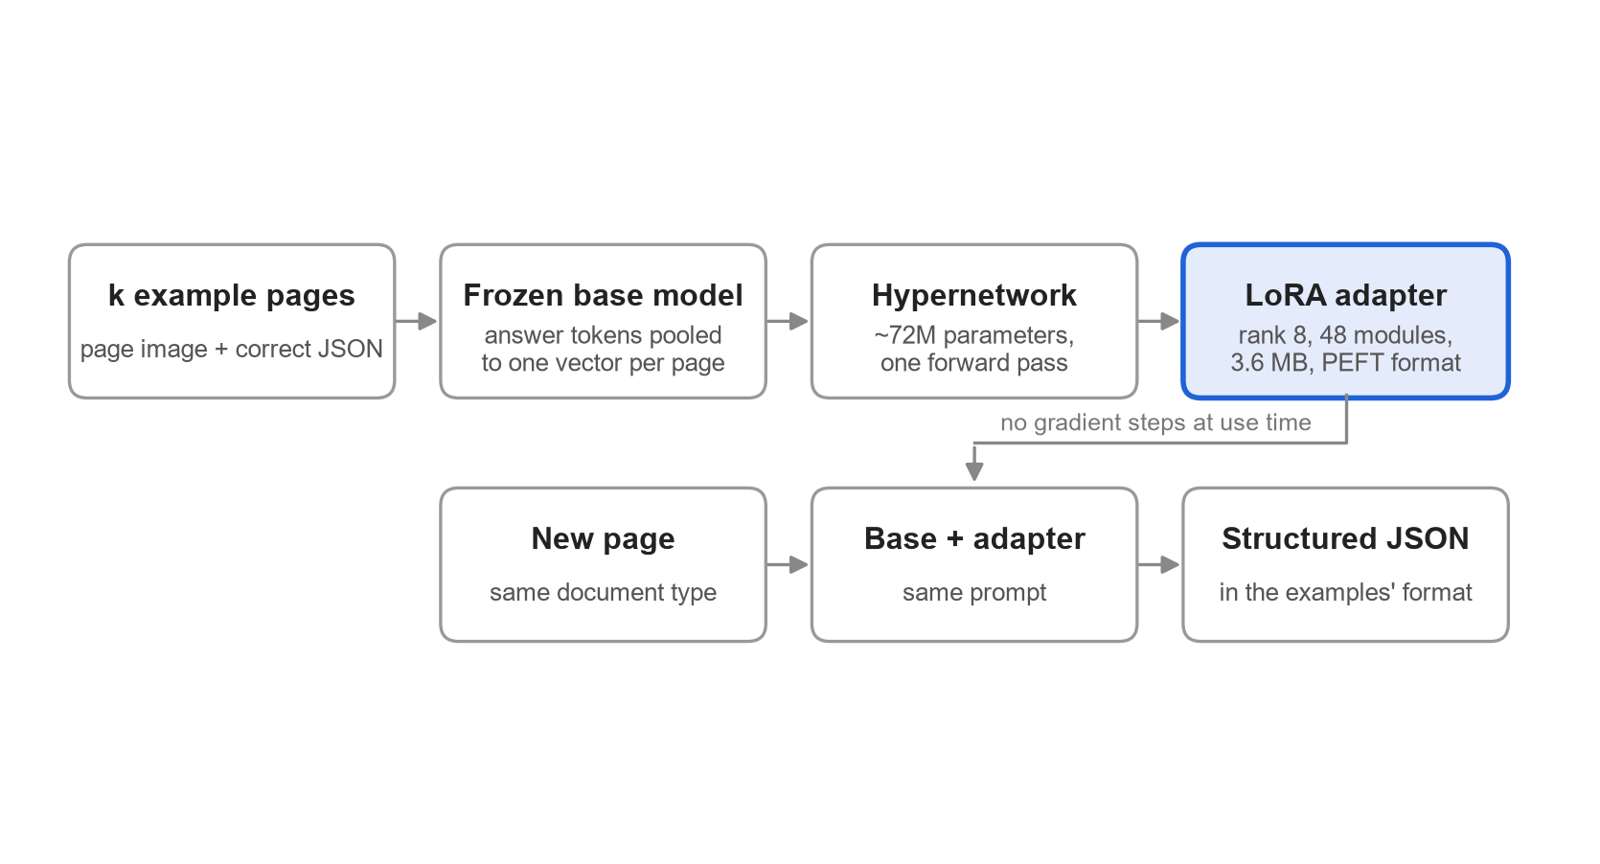 k example pages
page image + correct JSON
Frozen base model
answer tokens pooled
to one vector per page
Hypernetwork
~72M parameters,
one forward pass
LoRA adapter
rank 8, 48 modules,
3.6 MB, PEFT format
no gradient steps at use time
New page
same document type
Base + adapter
same prompt
Structured JSON
in the examples' format